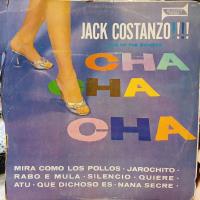 JACK COSTANZO !!!
CHA
CHA
CHA
MIRA COMO LOS POLLOS - JAROCHITO -
RABO E MULA - SILENCIO - QUIERE -
ATU - QUE DICHOSO ES - NANA SECRE -